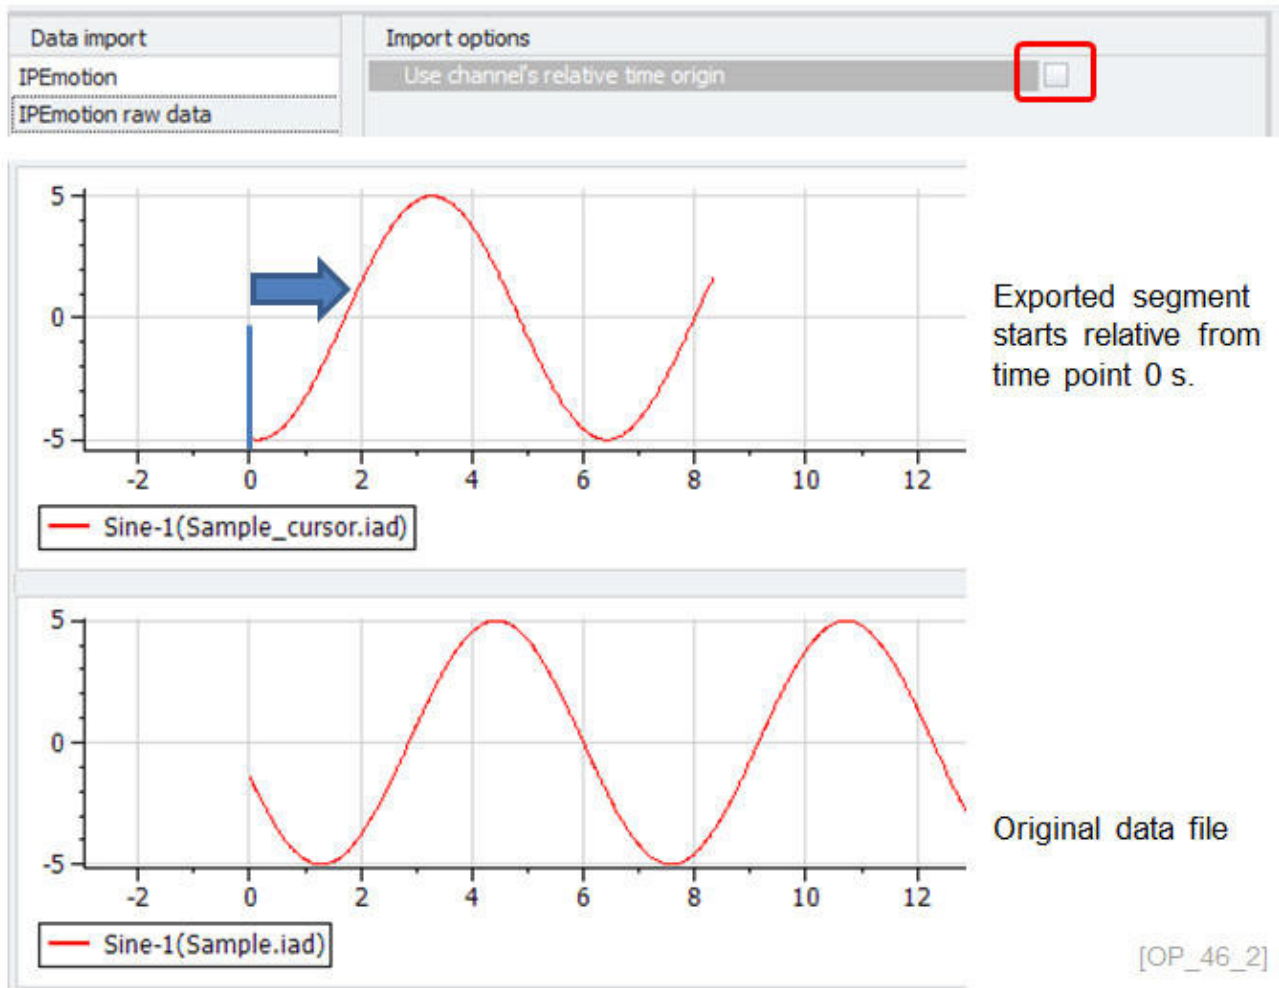 Data import
Import options
IPEmotion
Use channel's relative time origin
IPEmotion raw data
5
0
-5
-2 0 2 4 6 8 10 12
Sine-1(Sample_cursor.iad)
Exported segment
starts relative from
time point 0 s.
5
0
-5
-2 0 2 4 6 8 10 12
Sine-1(Sample.iad)
Original data file
[OP_46_2]